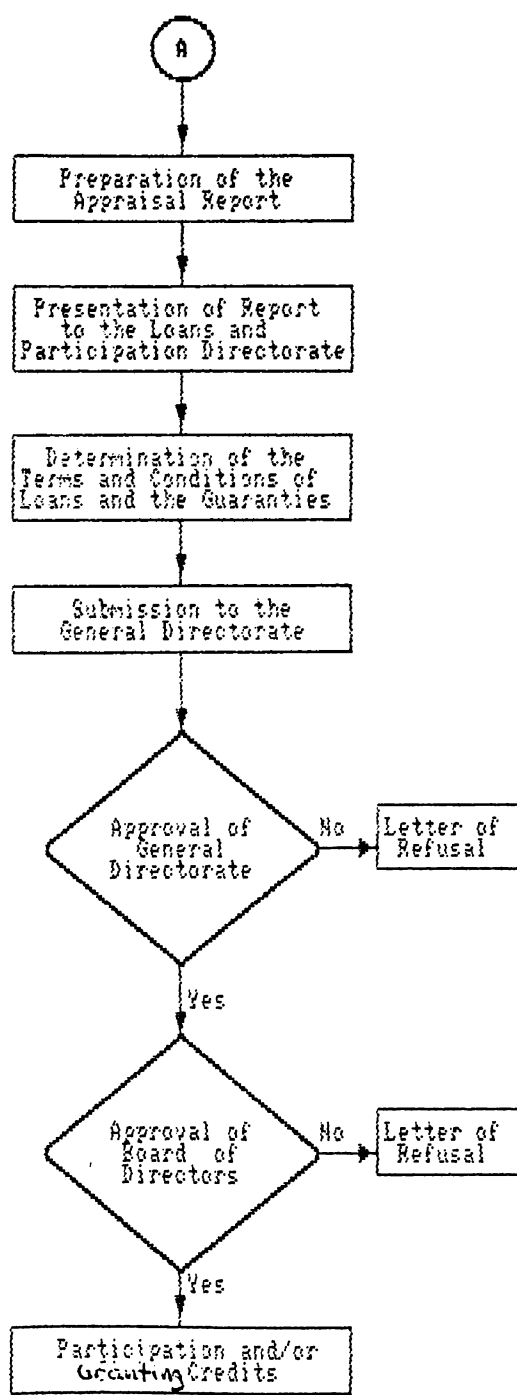 A
Preparation of the
Appraisal Report
Presentation of Report
to the Loans and
Participation Directorate
Determination of the
Terms and Conditions of
Loans and the Guaranties
Submission to the
General Directorate
Approval of
General
Directorate
No
Letter of
Refusal
Yes
Approval of
Board of
Directors
No
Letter of
Refusal
Yes
Participation and/or
Granting Credits